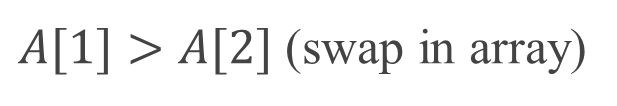 A[1] > A[2] (swap in array)